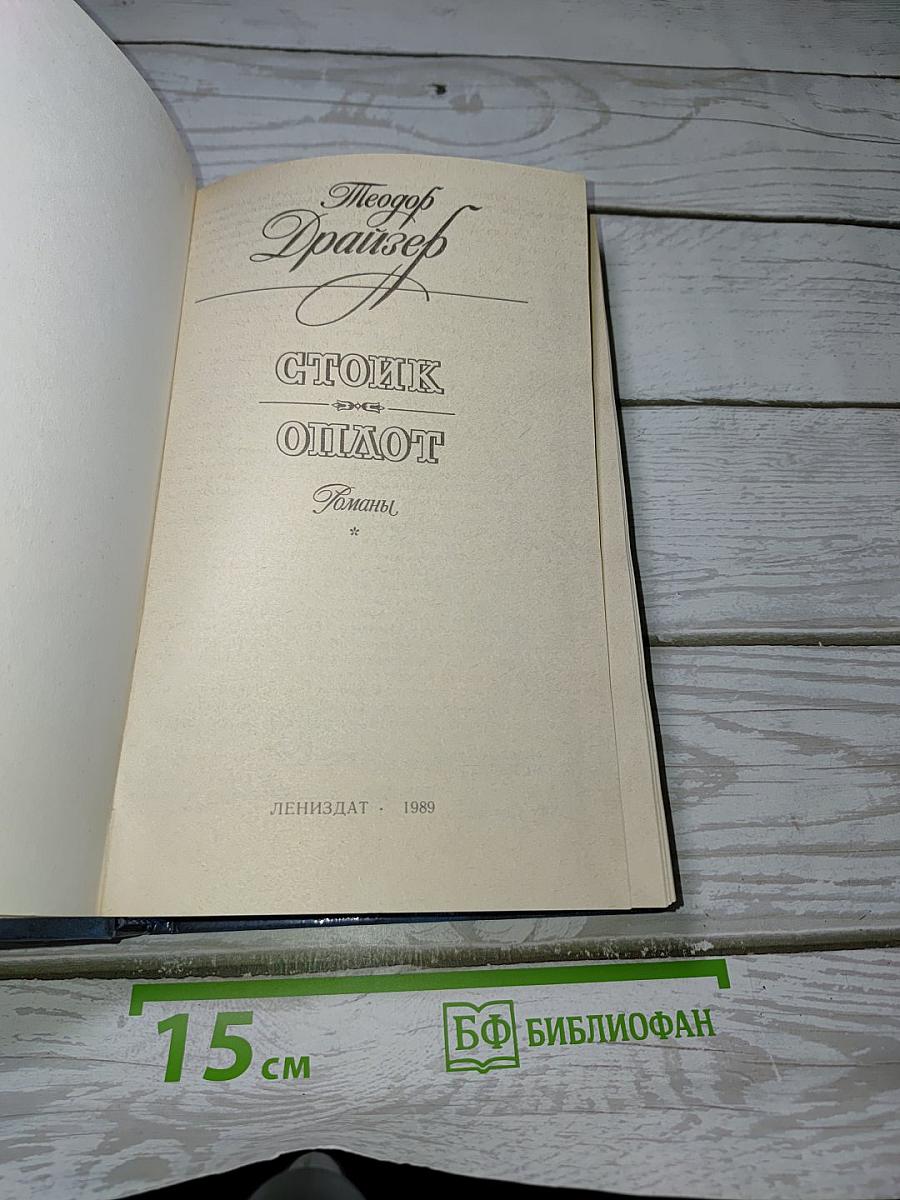 Теодор
Драйзер
СТОИК
ОПЛОТ
Романы
*
ЛЕНИЗДАТ · 1989
15 см
БФ БИБЛИОФАН